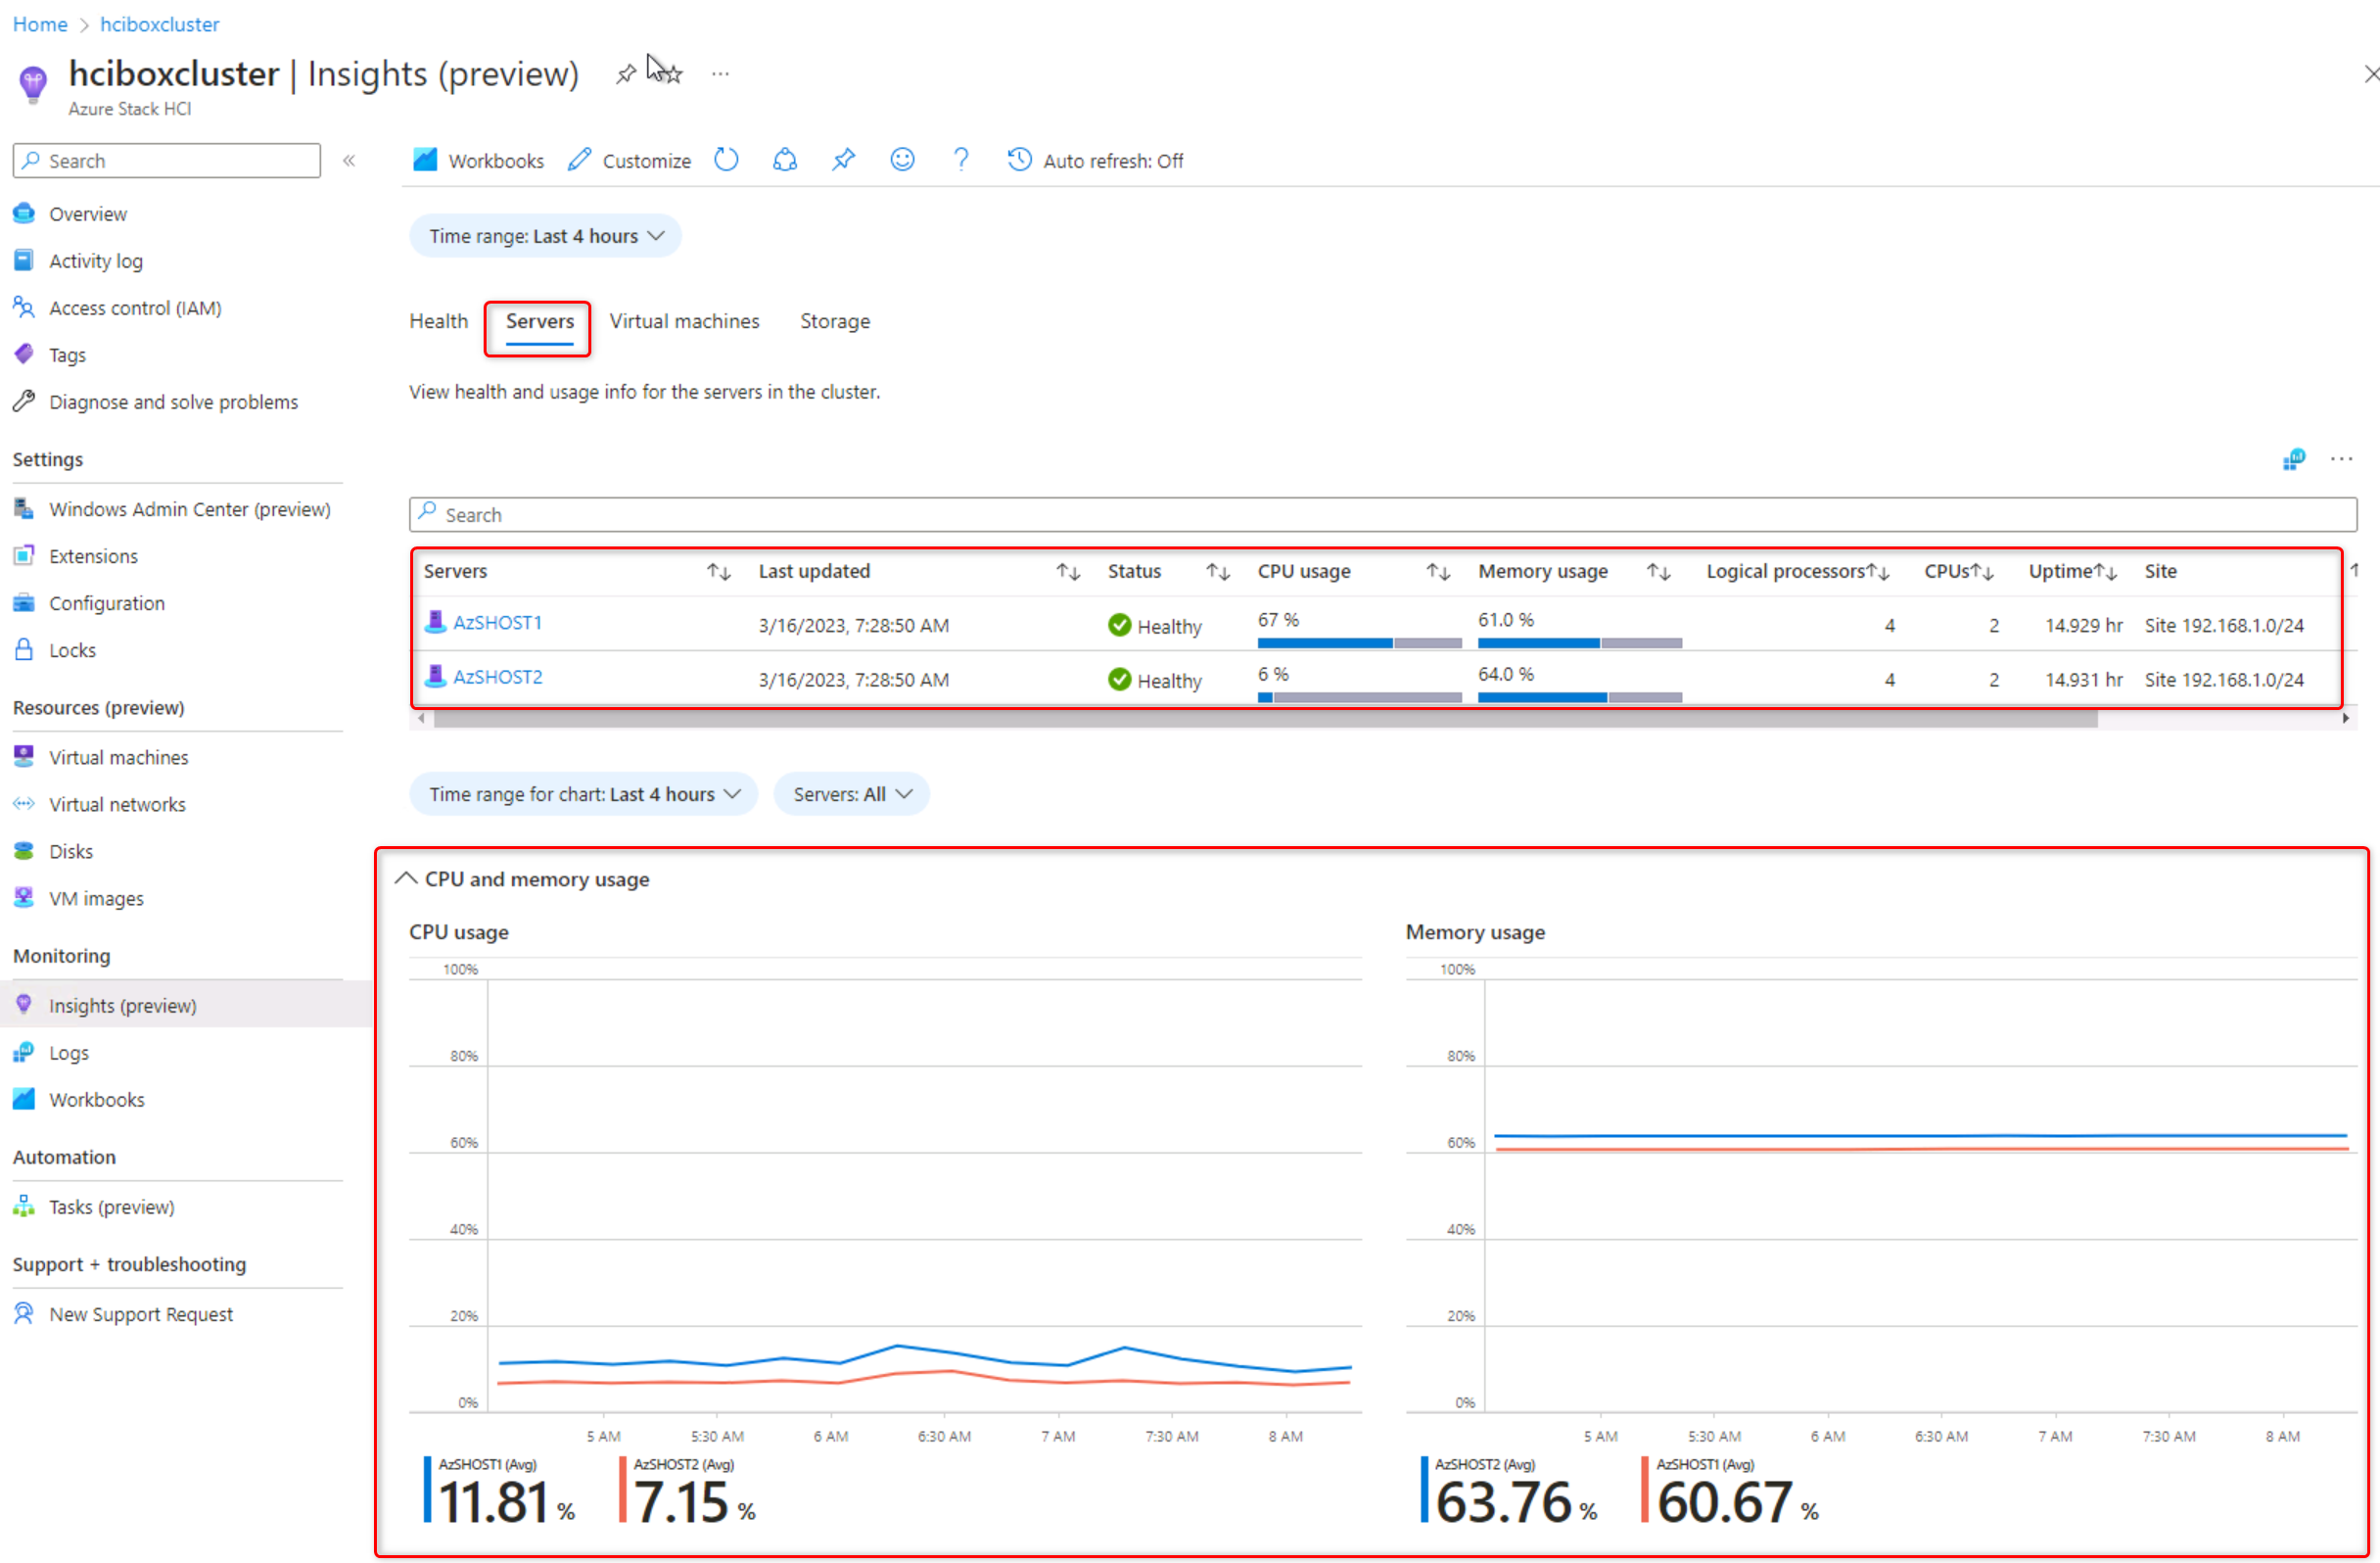 Home > hciboxcluster
hciboxcluster | Insights (preview) ...
Azure Stack HCI
Search «
Workbooks Customize ? Auto refresh: Off
Overview
Activity log
Access control (IAM)
Tags
Diagnose and solve problems
Settings
Windows Admin Center (preview)
Extensions
Configuration
Locks
Resources (preview)
Virtual machines
Virtual networks
Disks
VM images
Monitoring
Insights (preview)
Logs
Workbooks
Automation
Tasks (preview)
Support + troubleshooting
New Support Request
Time range: Last 4 hours
Health Servers Virtual machines Storage
View health and usage info for the servers in the cluster.
...
Search
Servers ↑↓ Last updated ↑↓ Status ↑↓ CPU usage ↑↓ Memory usage ↑↓ Logical processors↑↓ CPUs↑↓ Uptime↑↓ Site ↑
AzSHOST1 3/16/2023, 7:28:50 AM Healthy 67 % 61.0 % 4 2 14.929 hr Site 192.168.1.0/24
AzSHOST2 3/16/2023, 7:28:50 AM Healthy 6 % 64.0 % 4 2 14.931 hr Site 192.168.1.0/24
Time range for chart: Last 4 hours Servers: All
CPU and memory usage
CPU usage
100%
80%
60%
40%
20%
0%
5 AM 5:30 AM 6 AM 6:30 AM 7 AM 7:30 AM 8 AM
AzSHOST1 (Avg) AzSHOST2 (Avg)
11.81 % 7.15 %
Memory usage
100%
80%
60%
40%
20%
0%
5 AM 5:30 AM 6 AM 6:30 AM 7 AM 7:30 AM 8 AM
AzSHOST2 (Avg) AzSHOST1 (Avg)
63.76 % 60.67 %